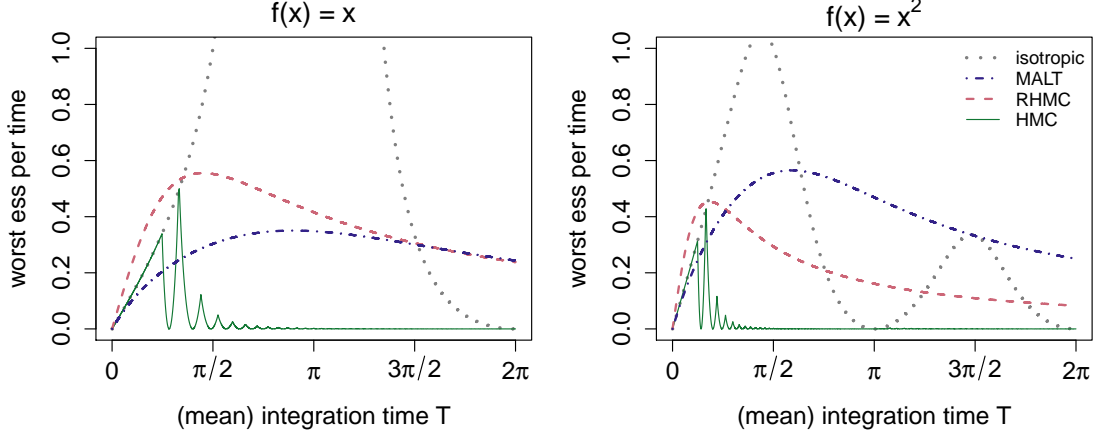 f(x) = x
worst ess per time
1.0
0.8
0.6
0.4
0.2
0.0
0
π/2
π
3π/2
2π
(mean) integration time T
f(x) = x²
worst ess per time
1.0
0.8
0.6
0.4
0.2
0.0
isotropic
MALT
RHMC
HMC
0
π/2
π
3π/2
2π
(mean) integration time T